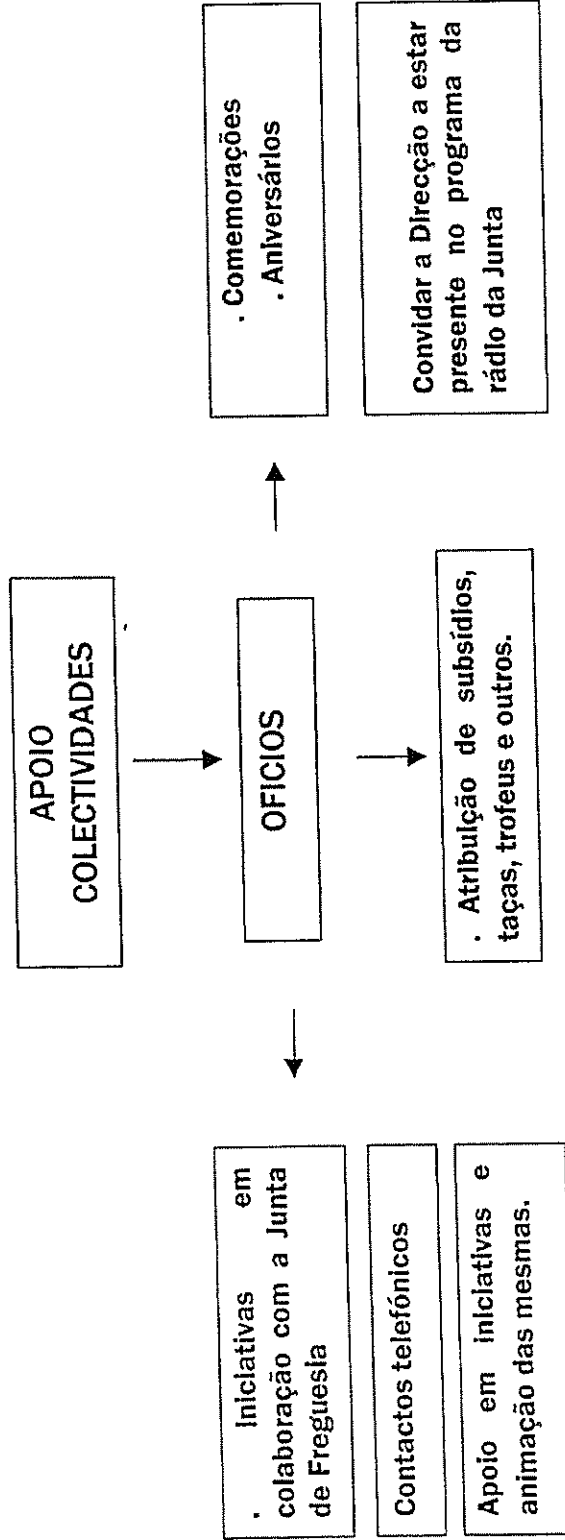 APOIO
COLECTIVIDADES
OFICIOS
· Iniciativas em
colaboração com a Junta
de Freguesia
Contactos telefónicos
Apoio em iniciativas e
animação das mesmas.
· Atribuição de subsídios,
taças, trofeus e outros.
. Comemorações
. Aniversários
Convidar a Direcção a estar
presente no programa da
rádio da Junta